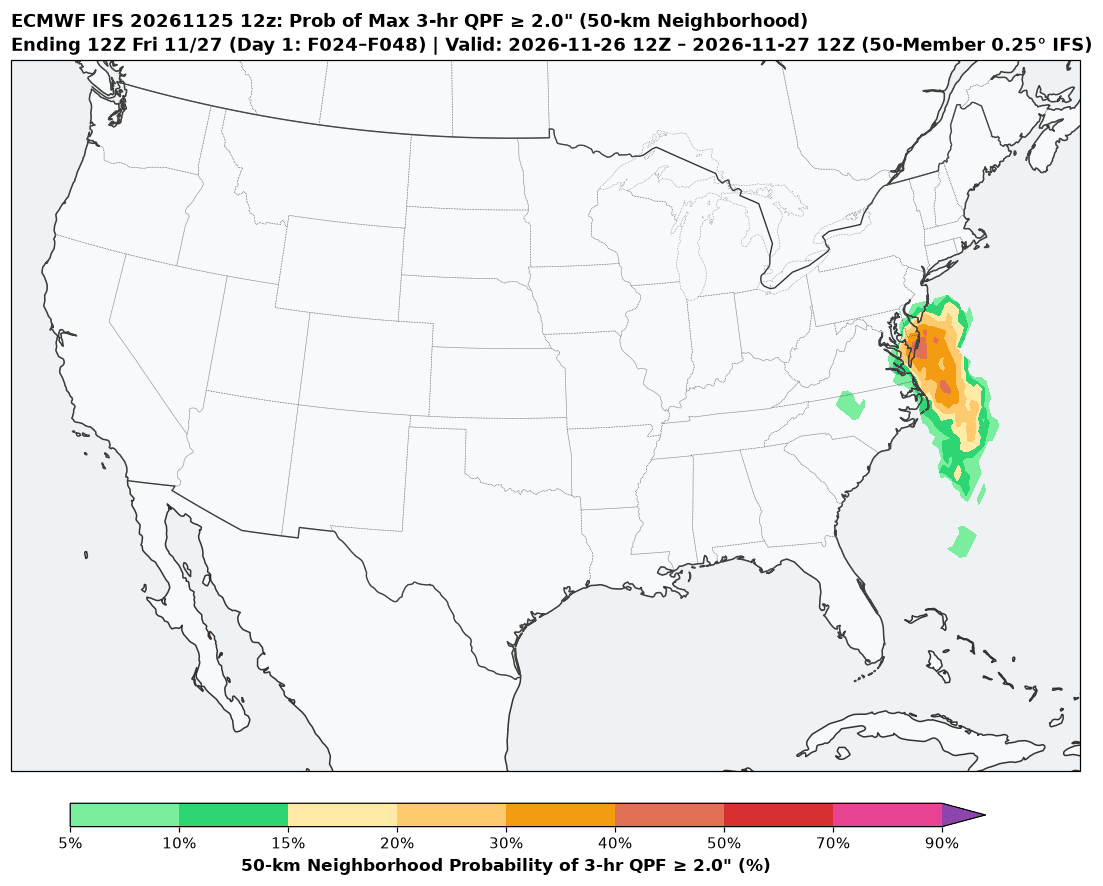 ECMWF IFS 20261125 12z: Prob of Max 3-hr QPF ≥ 2.0" (50-km Neighborhood)
Ending 12Z Fri 11/27 (Day 1: F024–F048) | Valid: 2026-11-26 12Z – 2026-11-27 12Z (50-Member 0.25° IFS)
5% 10% 15% 20% 30% 40% 50% 70% 90%
50-km Neighborhood Probability of 3-hr QPF ≥ 2.0" (%)